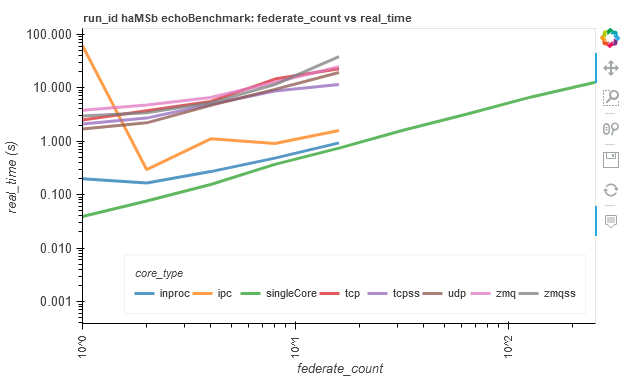 run_id haMSb echoBenchmark: federate_count vs real_time
100.000
10.000
1.000
0.100
0.010
0.001
real_time (s)
core_type
inproc ipc singleCore tcp tcpss udp zmq zmqss
10^0 10^1 10^2
federate_count